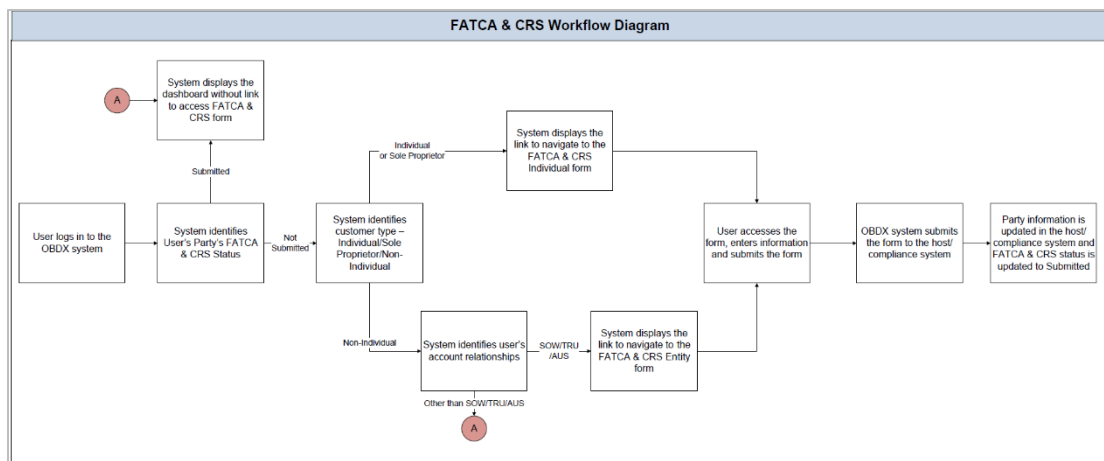 FATCA & CRS Workflow Diagram
A
System displays the
dashboard without link
to access FATCA &
CRS form
Submitted
User logs in to the
OBDX system
System identifies
User's Party's FATCA
& CRS Status
Not
Submitted
System identifies
customer type –
Individual/Sole
Proprietor/Non-
Individual
Individual
or Sole Proprietor
System displays the
link to navigate to the
FATCA & CRS
Individual form
Non-Individual
System identifies user's
account relationships
SOW/TRU
/AUS
System displays the
link to navigate to the
FATCA & CRS Entity
form
Other than SOW/TRU/AUS
A
User accesses the
form, enters information
and submits the form
OBDX system submits
the form to the host/
compliance system
Party information is
updated in the host/
compliance system and
FATCA & CRS status is
updated to Submitted